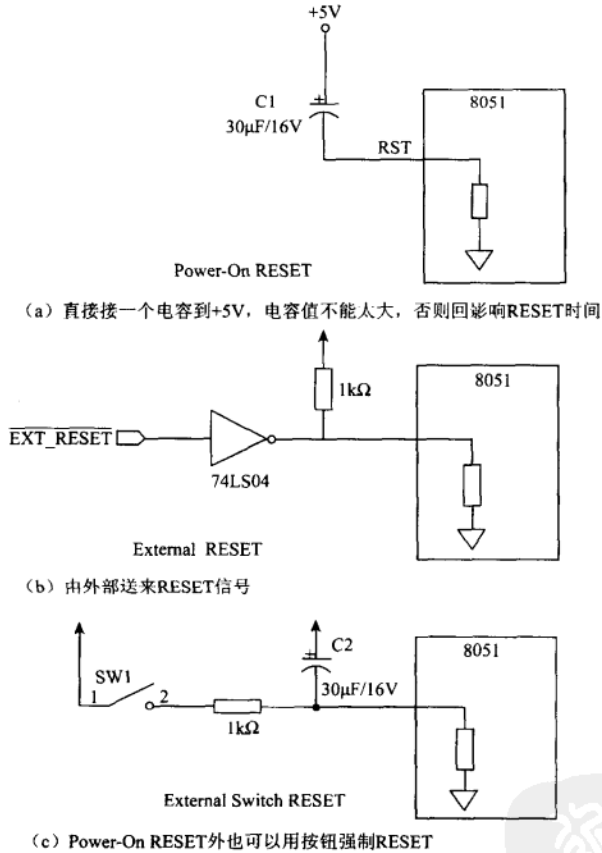 +5V
C1
30μF/16V
8051
RST
Power-On RESET
(a) 直接接一个电容到+5V，电容值不能太大，否则回影响RESET时间
8051
1kΩ
EXT_RESET
74LS04
External RESET
(b) 由外部送来RESET信号
8051
C2
SW1
1
2
30μF/16V
1kΩ
External Switch RESET
(c) Power-On RESET外也可以用按钮强制RESET